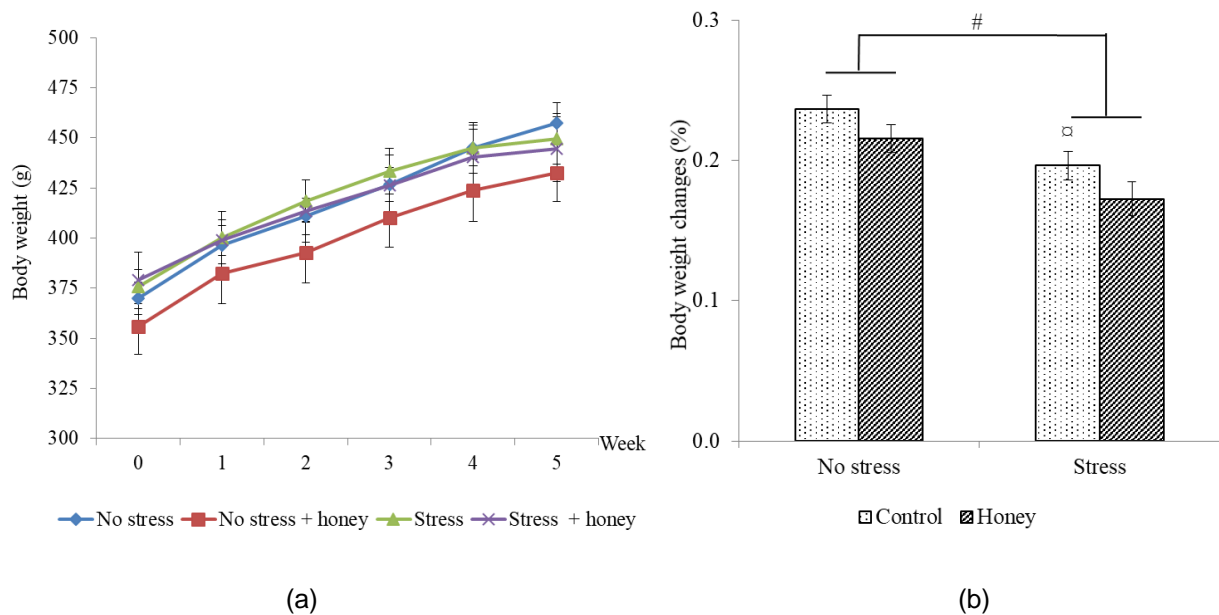 500
475
450
425
400
375
350
325
300
Body weight (g)
0 1 2 3 4 5
Week
No stress No stress + honey Stress Stress + honey
(a)
0.3
0.2
0.1
0.0
Body weight changes (%)
#
¤
No stress Stress
Control Honey
(b)